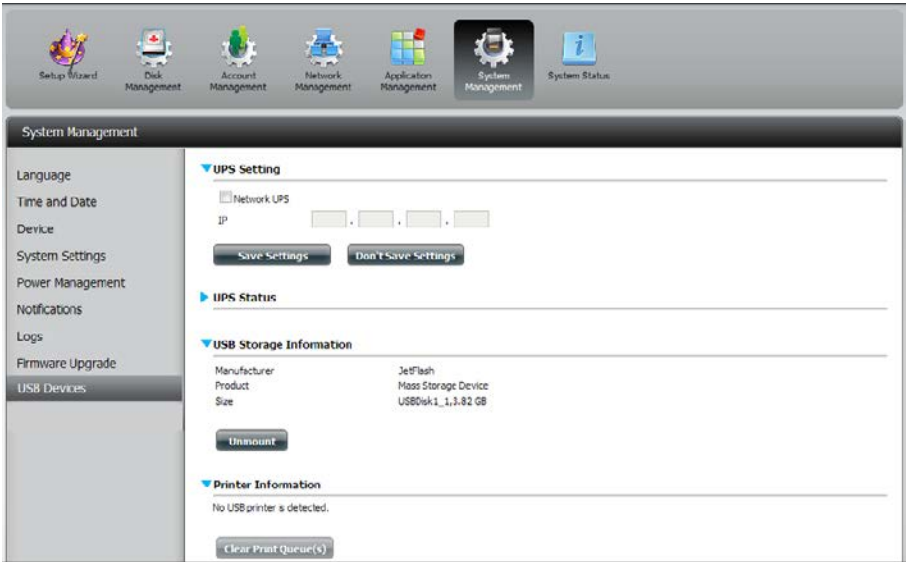 Setup Wizard
Disk
Management
Account
Management
Network
Management
Application
Management
System
Management
System Status
System Management
Language
Time and Date
Device
System Settings
Power Management
Notifications
Logs
Firmware Upgrade
USB Devices
UPS Setting
Network UPS
IP . . .
Save Settings Don't Save Settings
UPS Status
USB Storage Information
Manufacturer JetFlash
Product Mass Storage Device
Size USBDisk1_1,3.82 GB
Unmount
Printer Information
No USB printer is detected.
Clear Print Queue(s)